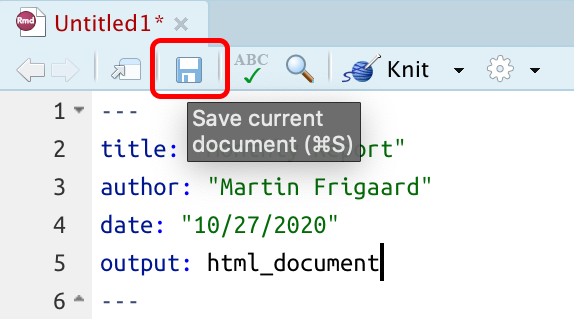 Rmd
Untitled1*
ABC
Knit
Save current
document (⌘S)
1 ---
2 title: ort"
3 author: "Martin Frigaard"
4 date: "10/27/2020"
5 output: html_document
6 ---